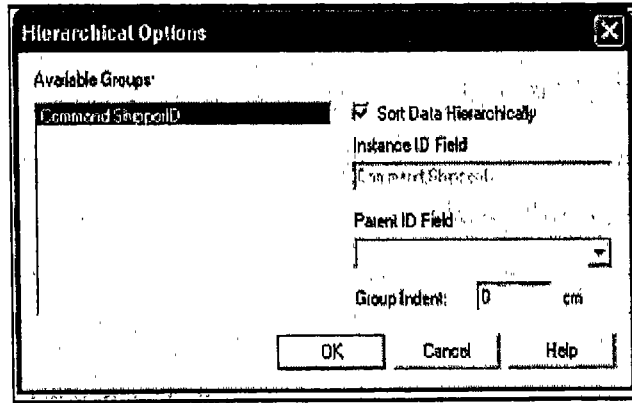 Hierarchical Options
Available Groups:
Command ShipperID
Sort Data Hierarchically
Instance ID Field
Command.Shipperl
Parent ID Field
Group Indent:
0
cm
OK
Cancel
Help